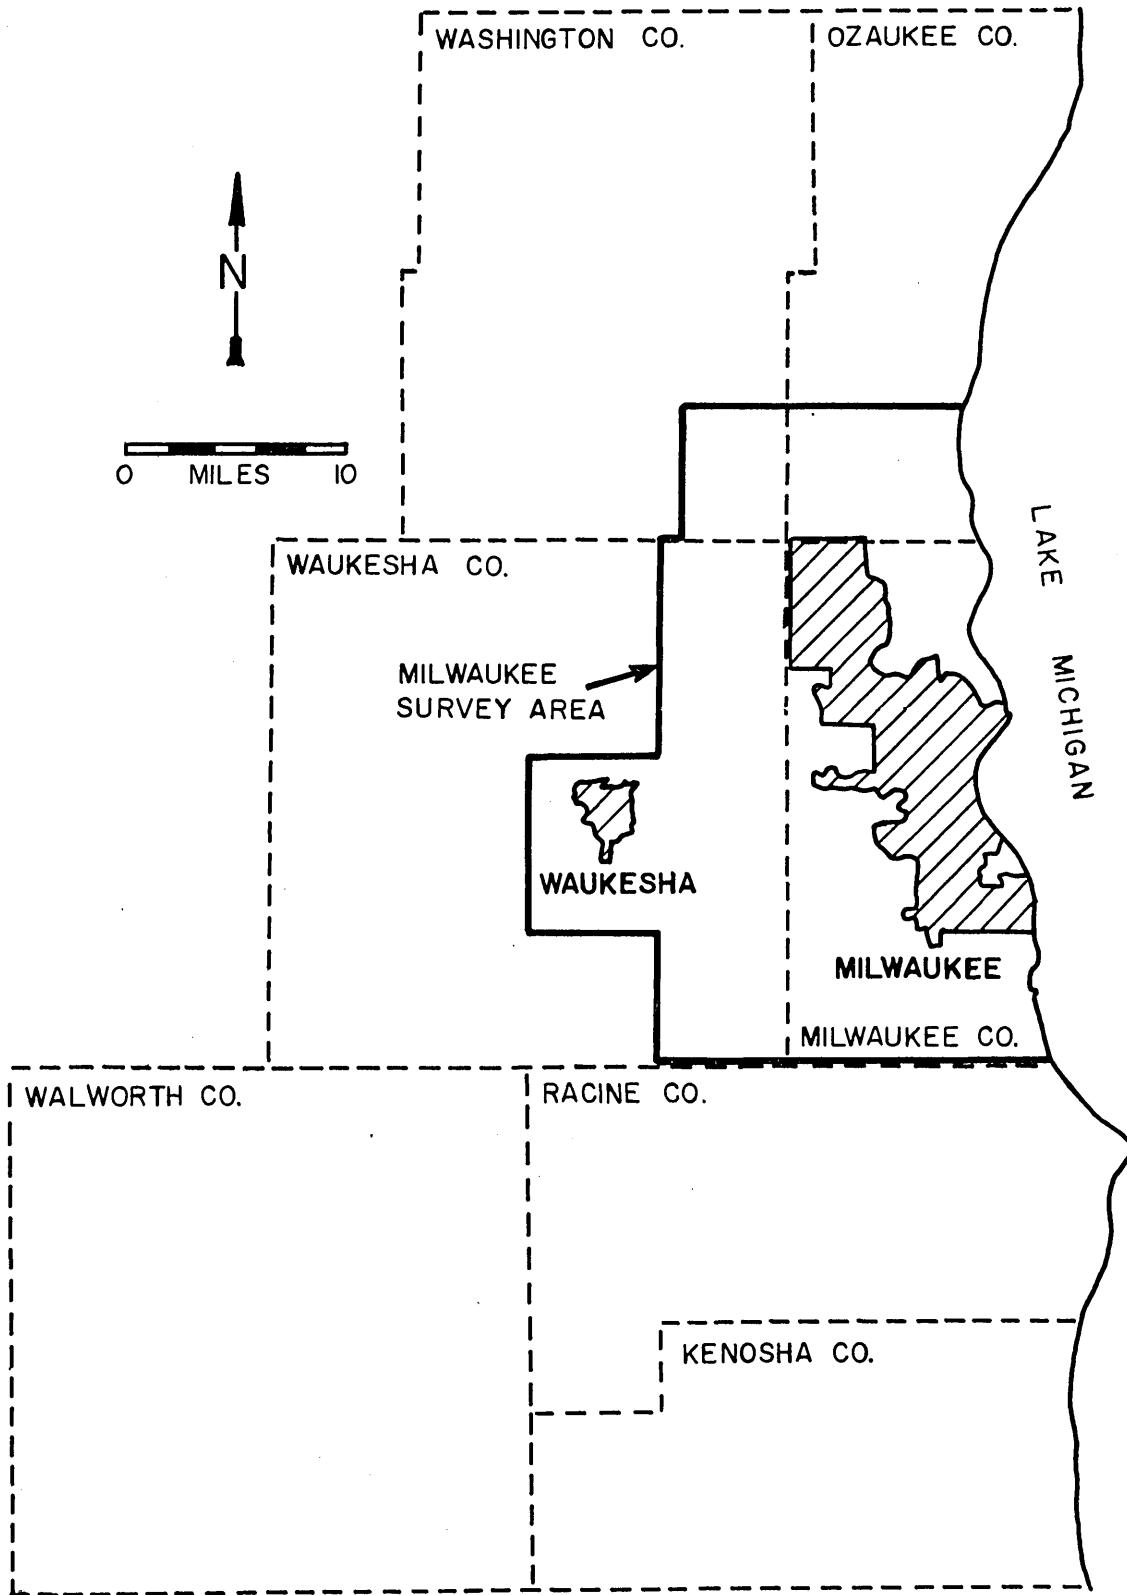 WASHINGTON CO.
OZAUKEE CO.
N
0 MILES 10
WAUKESHA CO.
LAKE MICHIGAN
MILWAUKEE
SURVEY AREA
WAUKESHA
MILWAUKEE
MILWAUKEE CO.
WALWORTH CO.
RACINE CO.
KENOSHA CO.